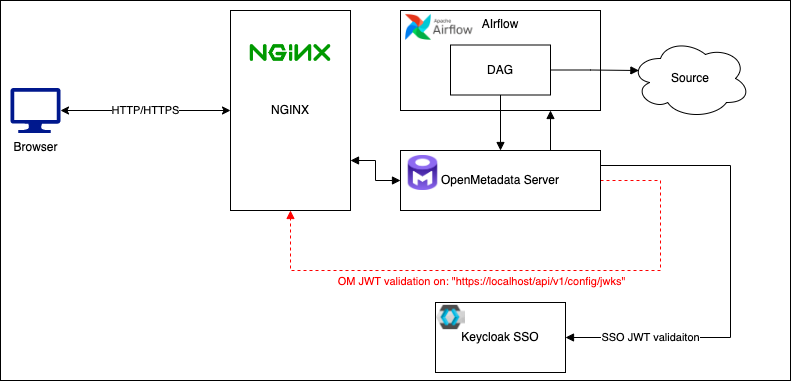 AIrflow
Apache
Airflow
NGINX
DAG
Source
HTTP/HTTPS
NGINX
Browser
OpenMetadata Server
OM JWT validation on: "https://localhost/api/v1/config/jwks"
Keycloak SSO
SSO JWT validaiton